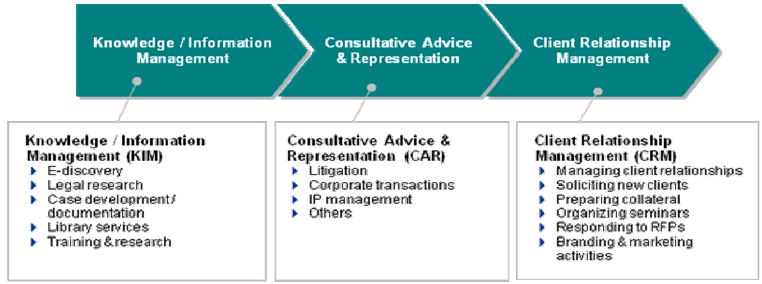 Knowledge / Information
Management
Consultative Advice
& Representation
Client Relationship
Management
Knowledge / Information
Management (KIM)
E-discovery
Legal research
Case development /
documentation
Library services
Training & research
Consultative Advice &
Representation (CAR)
Litigation
Corporate transactions
IP management
Others
Client Relationship
Management (CRM)
Managing client relationships
Soliciting new clients
Preparing collateral
Organizing seminars
Responding to RFPs
Branding & marketing
activities